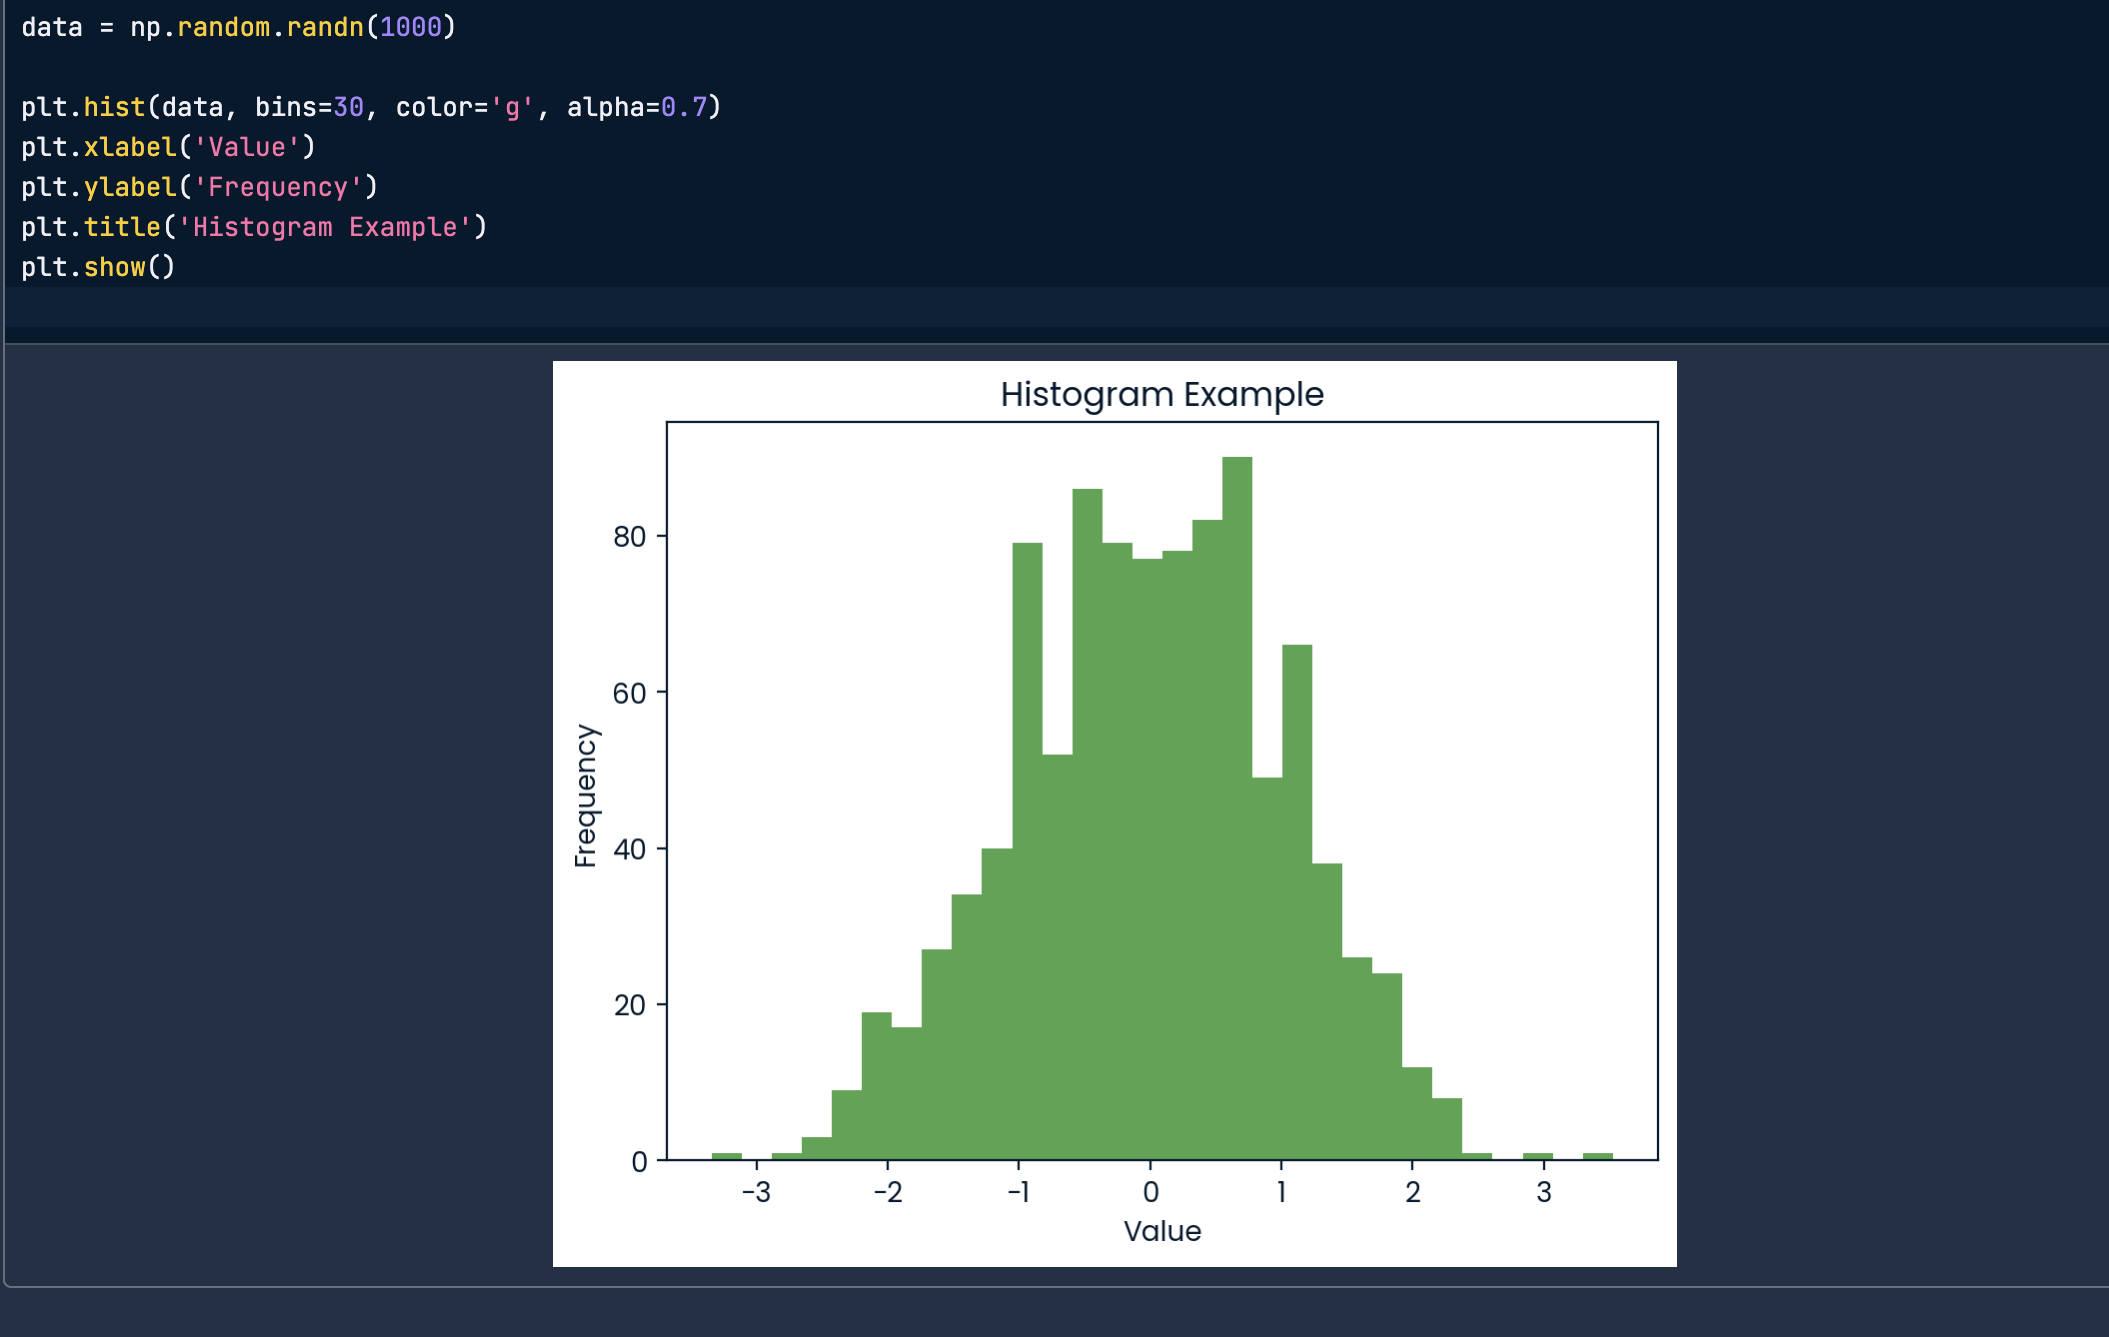 data = np.random.randn(1000)
plt.hist(data, bins=30, color='g', alpha=0.7)
plt.xlabel('Value')
plt.ylabel('Frequency')
plt.title('Histogram Example')
plt.show()
Histogram Example
Frequency
80
60
40
20
0
-3 -2 -1 0 1 2 3
Value